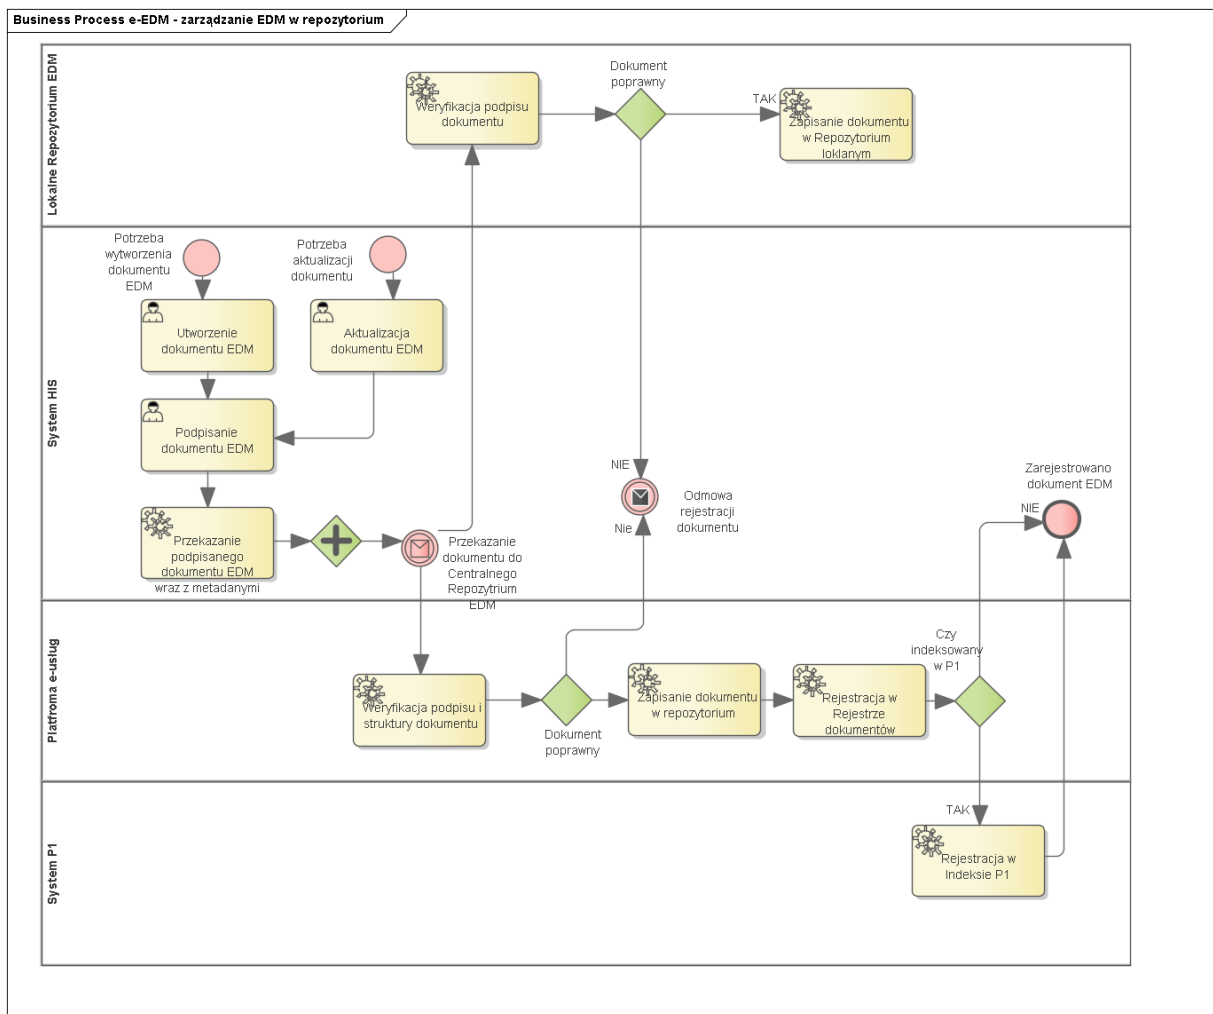 Business Process e-EDM - zarządzanie EDM w repozytorium
Lokalne Repozytorium EDM
Weryfikacja podpisu
dokumentu
Dokument
poprawny
TAK
Zapisanie dokumentu
w Repozytorium
loklanym
System HIS
Potrzeba
wytworzenia
dokumentu
EDM
Potrzeba
aktualizacji
dokumentu
Utworzenie
dokumentu EDM
Aktualizacja
dokumentu EDM
Podpisanie
dokumentu EDM
Przekazanie
podpisanego
dokumentu EDM
wraz z metadanymi
Przekazanie
dokumentu do
Centralnego
Repozytrium
EDM
NIE
Odmowa
rejestracji
dokumentu
Nie
Zarejestrowano
dokument EDM
NIE
Platfroma e-usług
Weryfikacja podpisu i
struktury dokumentu
Dokument
poprawny
Zapisanie dokumentu
w repozytorium
Rejestracja w
Rejestrze
dokumentów
Czy
indeksowany
w P1
System P1
TAK
Rejestracja w
Indeksie P1